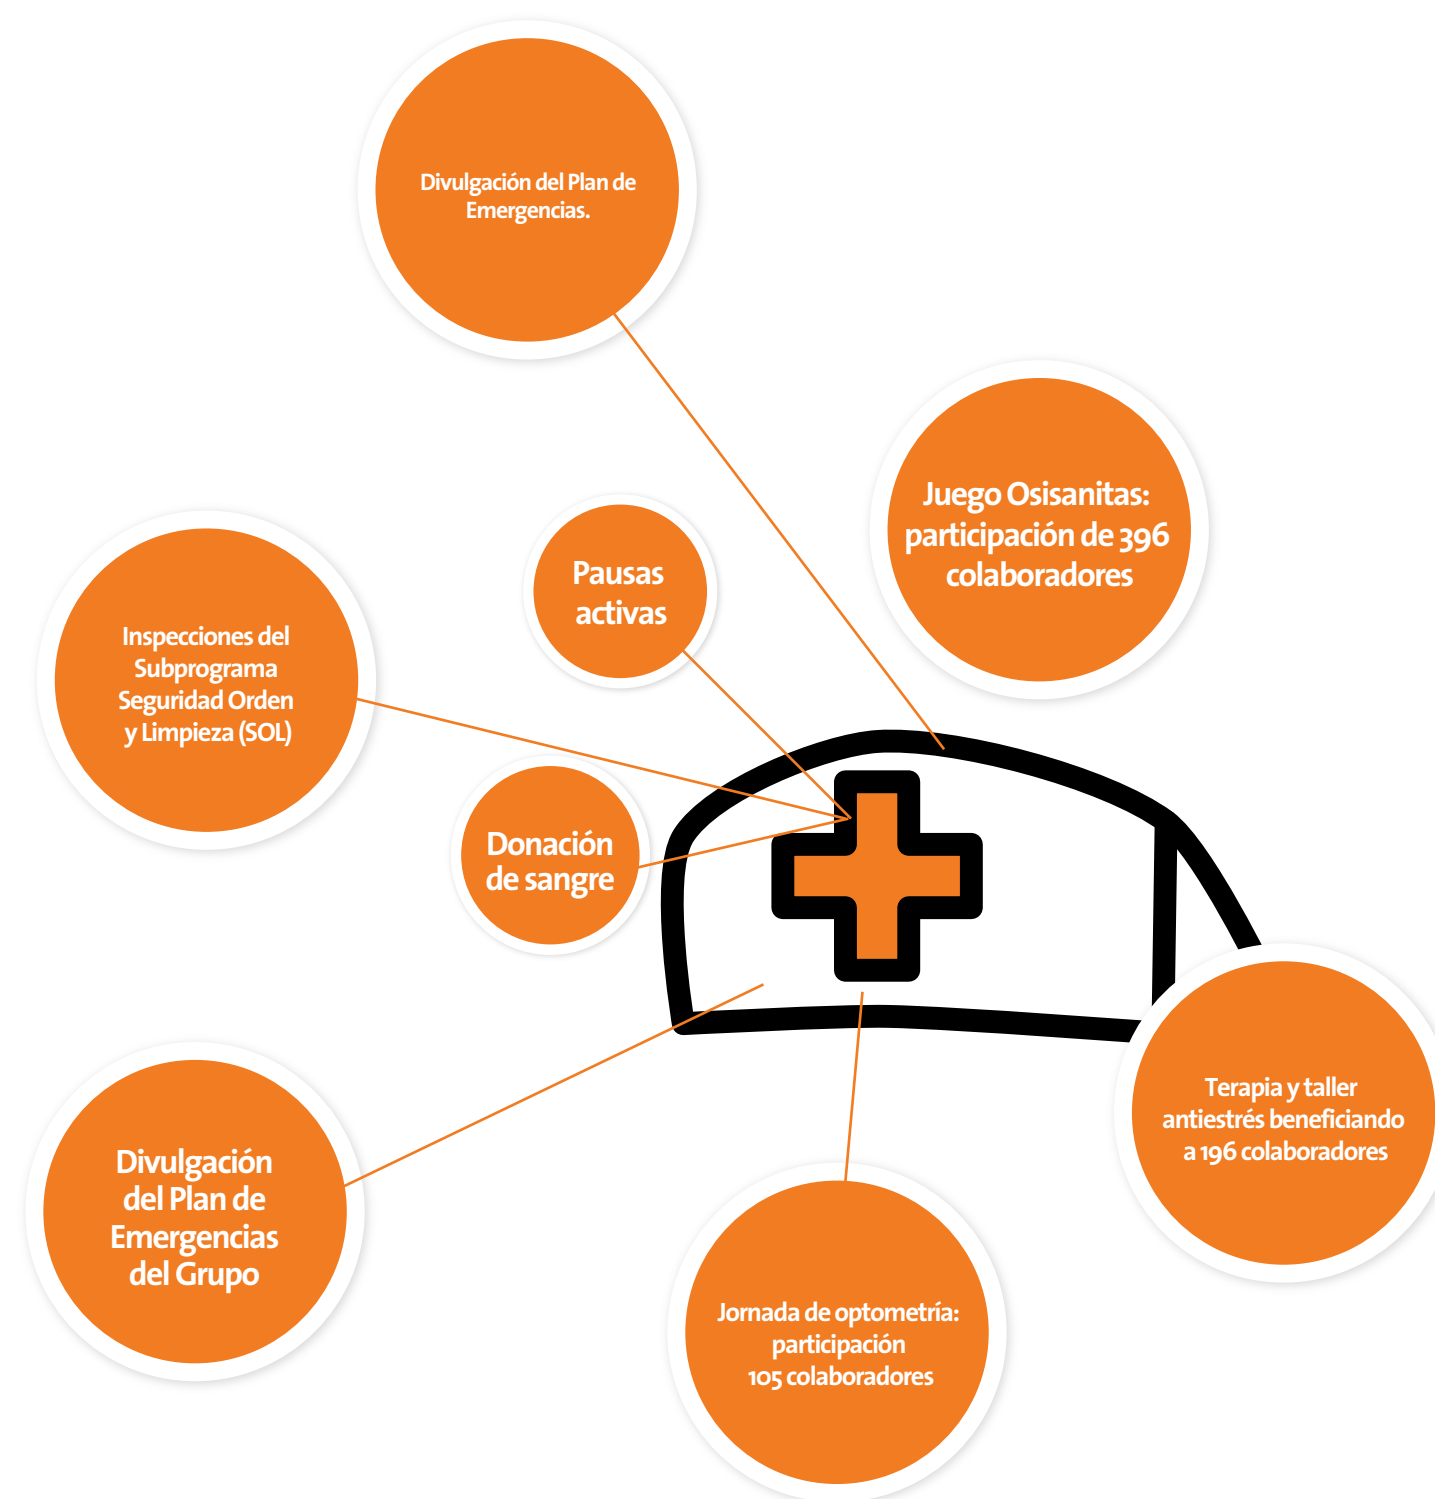 Divulgación del Plan de
Emergencias.
Juego Osisanitas:
participación de 396
colaboradores
Pausas
activas
Inspecciones del
Subprograma
Seguridad Orden
y Limpieza (SOL)
Donación
de sangre
Terapia y taller
antiestrés beneficiando
a 196 colaboradores
Divulgación
del Plan de
Emergencias
del Grupo
Jornada de optometría:
participación
105 colaboradores